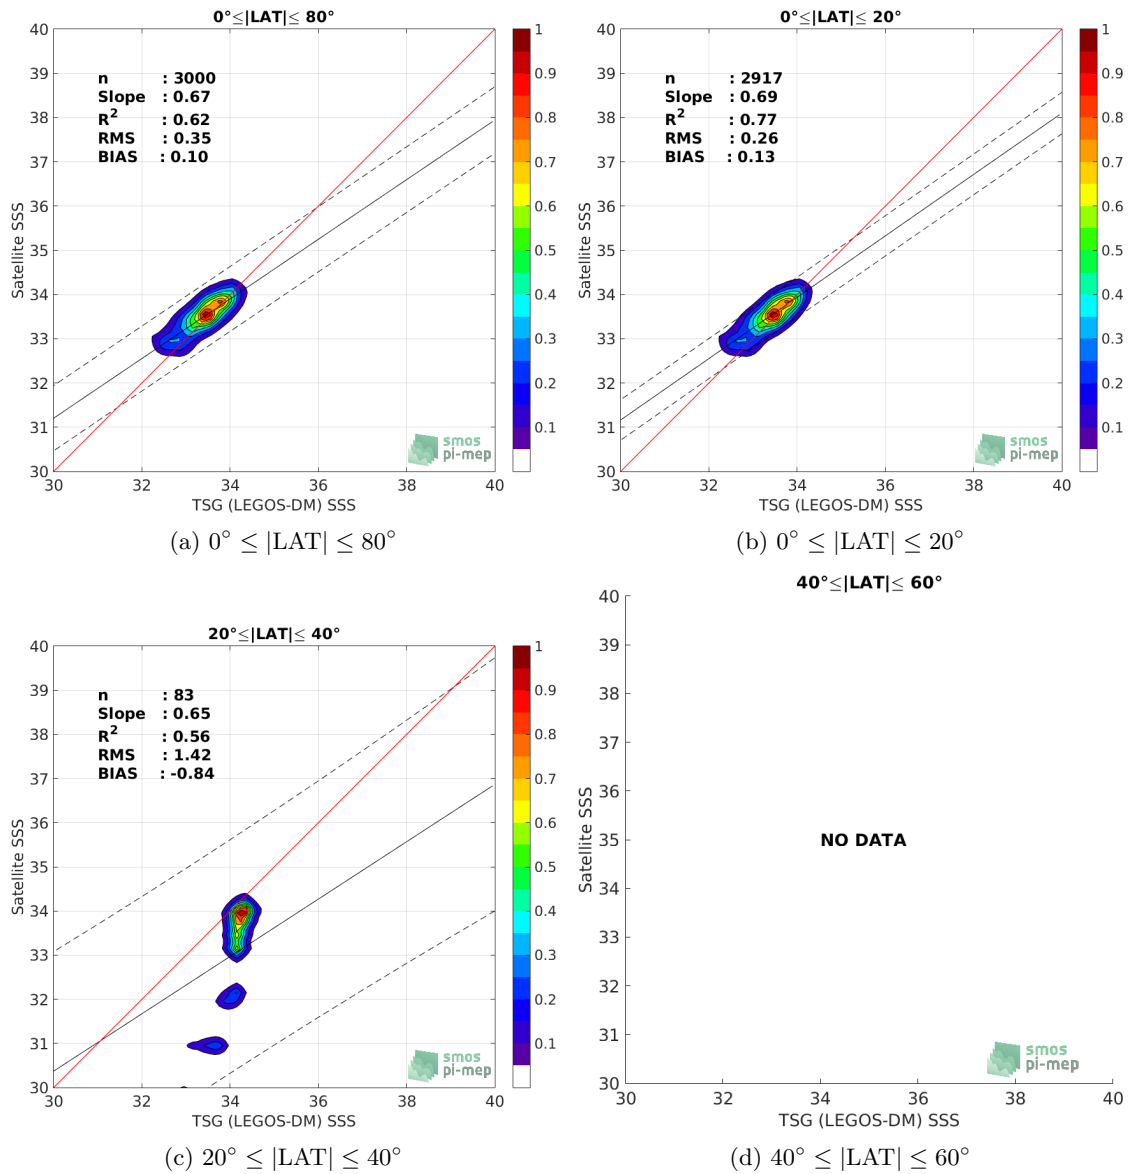 0°≤|LAT|≤ 80°
n : 3000
Slope : 0.67
R2 : 0.62
RMS : 0.35
BIAS : 0.10
Satellite SSS
40
39
38
37
36
35
34
33
32
31
30
30 32 34 36 38 40
TSG (LEGOS-DM) SSS
1
0.9
0.8
0.7
0.6
0.5
0.4
0.3
0.2
0.1
smos
pi-mep
(a) 0° ≤ |LAT| ≤ 80°
0°≤|LAT|≤ 20°
n : 2917
Slope : 0.69
R2 : 0.77
RMS : 0.26
BIAS : 0.13
Satellite SSS
40
39
38
37
36
35
34
33
32
31
30
30 32 34 36 38 40
TSG (LEGOS-DM) SSS
1
0.9
0.8
0.7
0.6
0.5
0.4
0.3
0.2
0.1
smos
pi-mep
(b) 0° ≤ |LAT| ≤ 20°
20°≤|LAT|≤ 40°
n : 83
Slope : 0.65
R2 : 0.56
RMS : 1.42
BIAS : -0.84
Satellite SSS
40
39
38
37
36
35
34
33
32
31
30
30 32 34 36 38 40
TSG (LEGOS-DM) SSS
1
0.9
0.8
0.7
0.6
0.5
0.4
0.3
0.2
0.1
smos
pi-mep
(c) 20° ≤ |LAT| ≤ 40°
40°≤|LAT|≤ 60°
Satellite SSS
40
39
38
37
36
35
34
33
32
31
30
NO DATA
30 32 34 36 38 40
TSG (LEGOS-DM) SSS
smos
pi-mep
(d) 40° ≤ |LAT| ≤ 60°